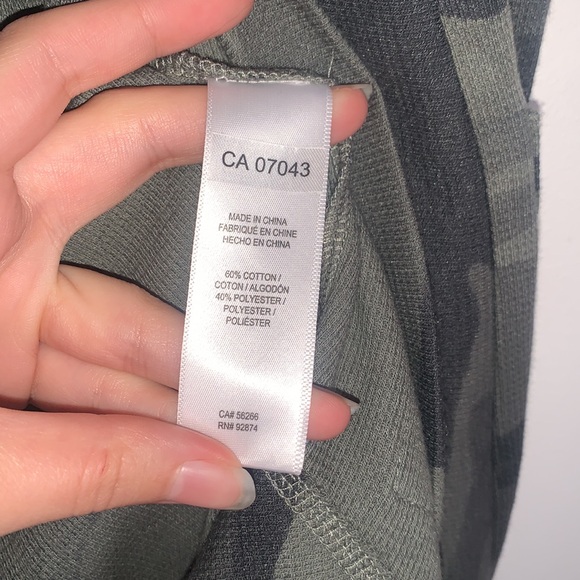 CA 07043
MADE IN CHINA
FABRIQUÉ EN CHINE
HECHO EN CHINA
60% COTTON /
COTON / ALGODÓN
40% POLYESTER /
POLYESTER /
POLIÉSTER
CA# 56266
RN# 92874